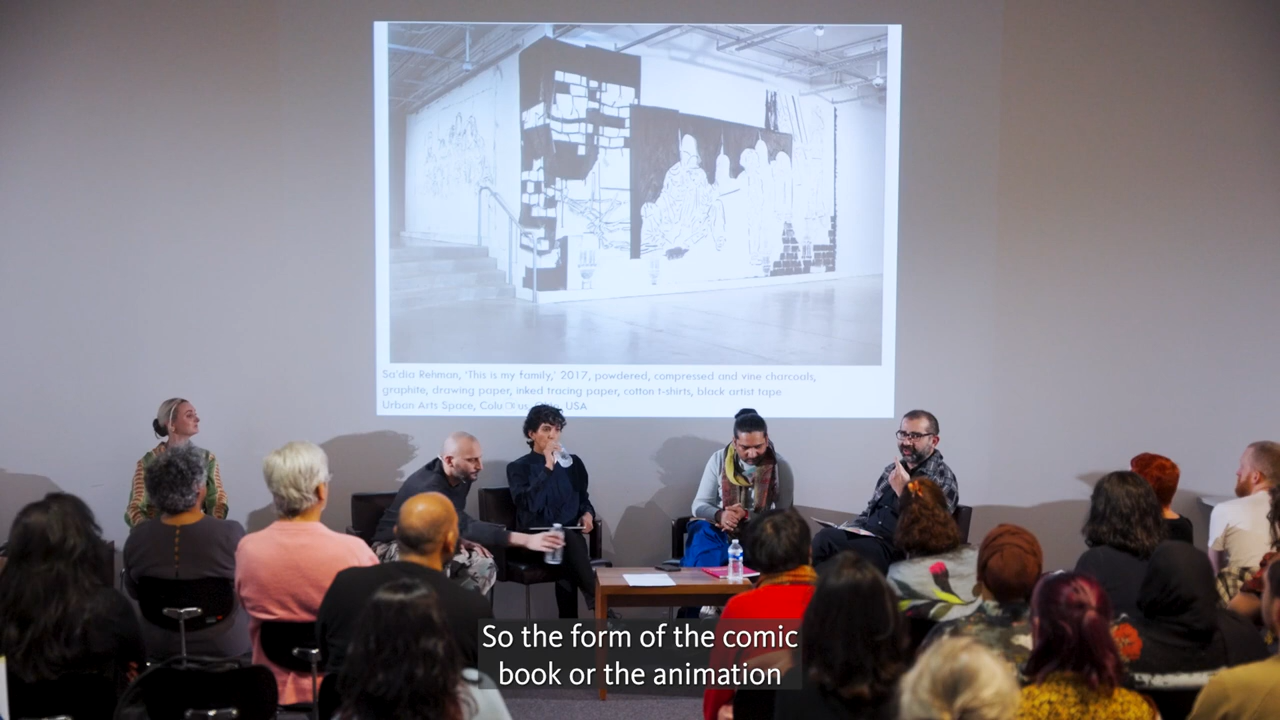 Sa'dia Rehman, 'This is my family,' 2017, powdered, compressed and vine charcoals,
graphite, drawing paper, inked tracing paper, cotton t-shirts, black artist tape
Urban Arts Space, USA
So the form of the comic
book or the animation